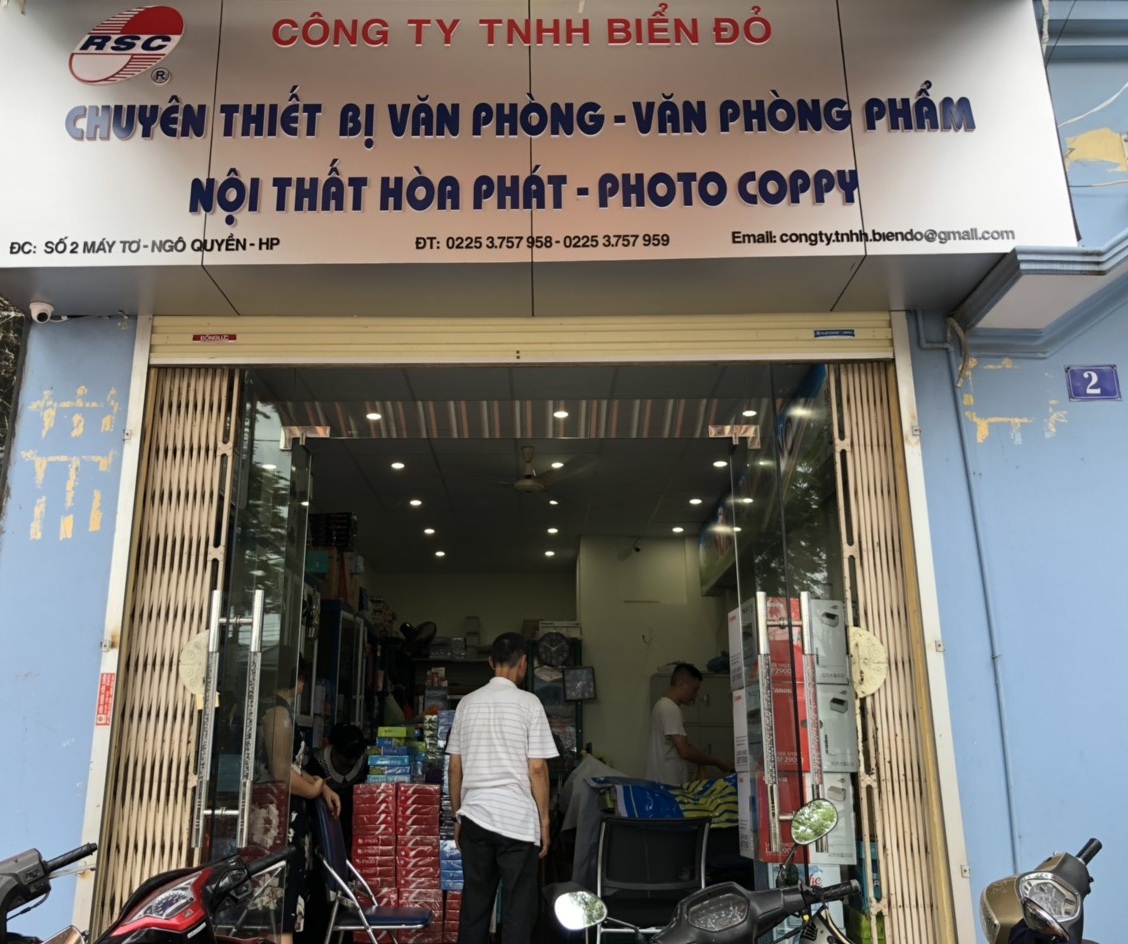 RSC
®
CÔNG TY TNHH BIỂN ĐỎ
CHUYÊN THIẾT BỊ VĂN PHÒNG - VĂN PHÒNG PHẨM
NỘI THẤT HÒA PHÁT - PHOTO COPPY
ĐC: SỐ 2 MÁY TƠ - NGÔ QUYỀN - HP
ĐT: 0225 3.757 958 - 0225 3.757 959
Email: congty.tnhh.biendo@gmail.com
2